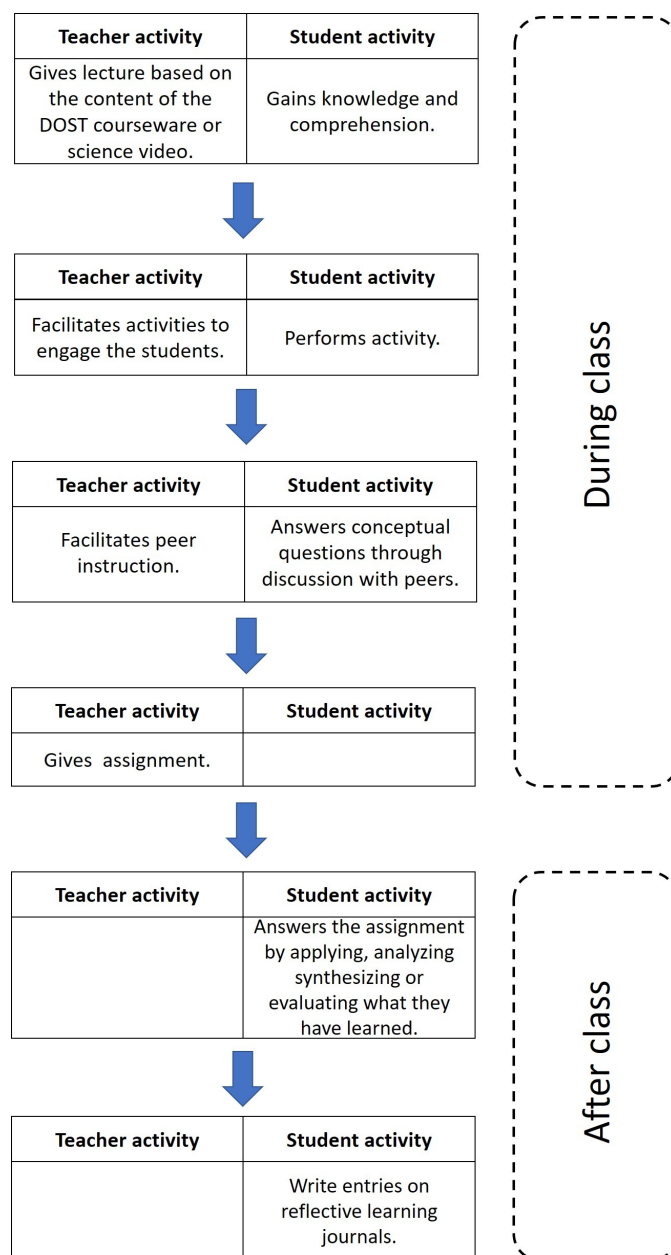 Teacher activity Student activity
Gives lecture based on
the content of the
DOST courseware or
science video.
Gains knowledge and
comprehension.
Teacher activity Student activity
Facilitates activities to
engage the students.
Performs activity.
Teacher activity Student activity
Facilitates peer
instruction.
Answers conceptual
questions through
discussion with peers.
Teacher activity Student activity
Gives  assignment.
During class
Teacher activity Student activity
Answers the assignment
by applying, analyzing
synthesizing or
evaluating what they
have learned.
Teacher activity Student activity
Write entries on
reflective learning
journals.
After class